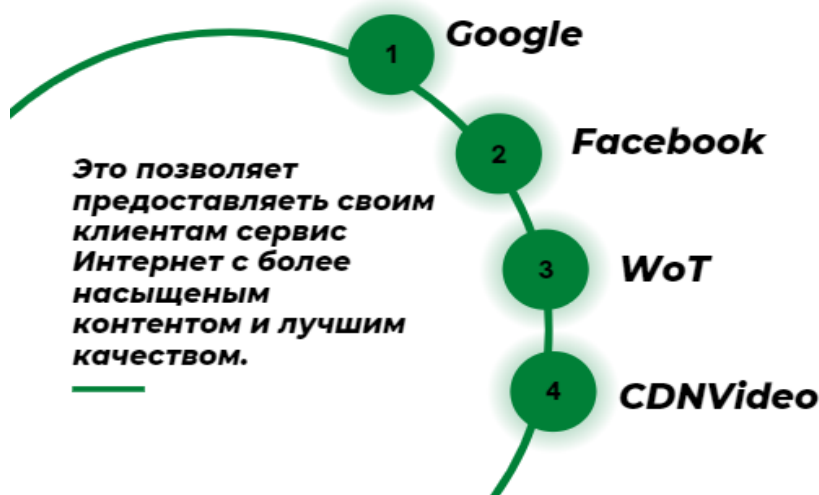 1
Google
2
Facebook
3
WoT
4
CDNVideo
Это позволяет
предоставляеть своим
клиентам сервис
Интернет с более
насыщеным
контентом и лучшим
качеством.